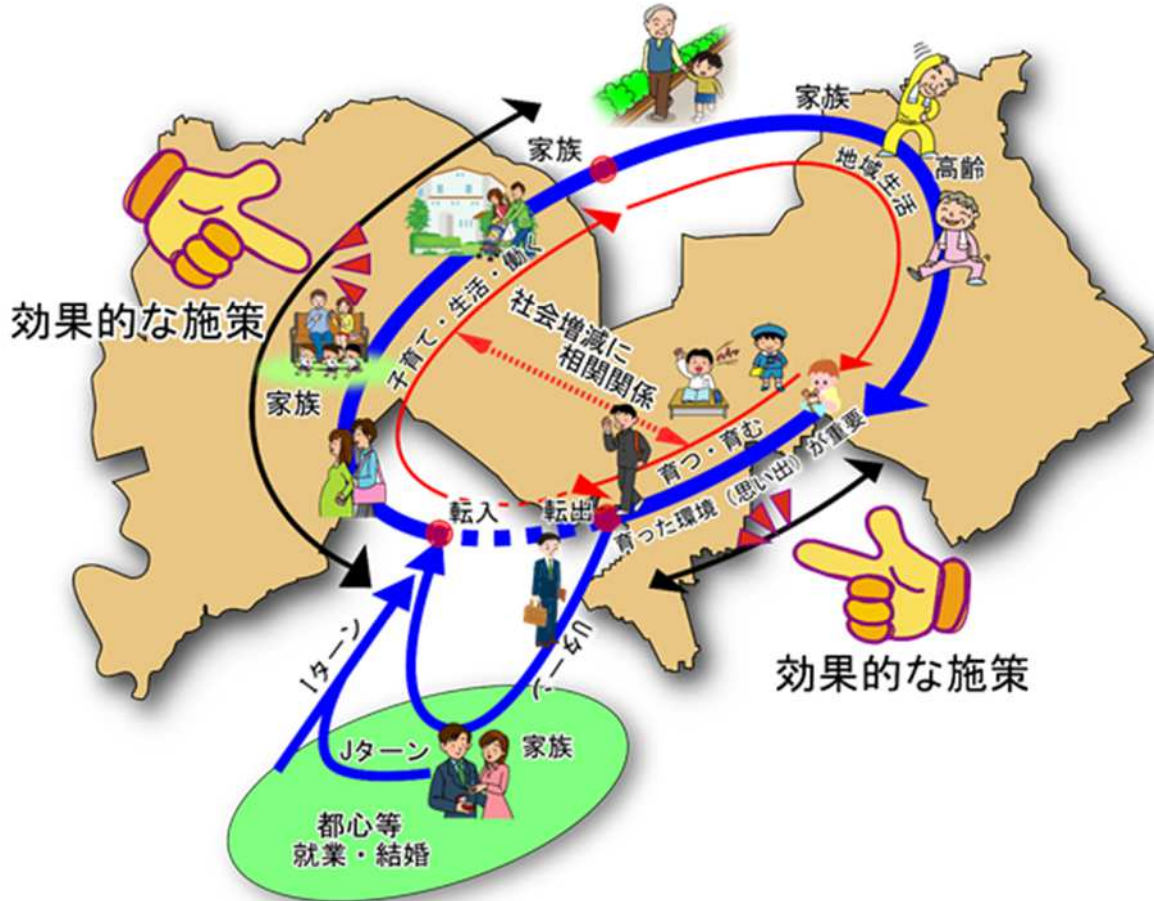 家族
家族
高齢
地域生活
効果的な施策
子育て・生活・働く
社会増減に
相関関係
家族
育つ・育む
育った環境（思い出）が重要
転入
転出
効果的な施策
Iターン
Uターン
Jターン
家族
都心等
就業・結婚